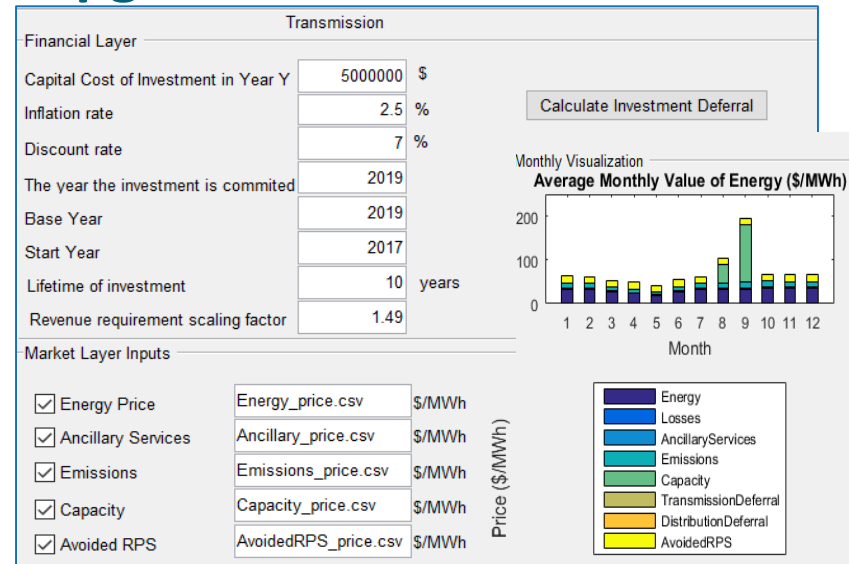 Transmission
Financial Layer
Capital Cost of Investment in Year Y 5000000 $
Inflation rate 2.5 %
Discount rate 7 %
The year the investment is commited 2019
Base Year 2019
Start Year 2017
Lifetime of investment 10 years
Revenue requirement scaling factor 1.49
Calculate Investment Deferral
Monthly Visualization
Average Monthly Value of Energy ($/MWh)
200
100
0
1 2 3 4 5 6 7 8 9 10 11 12
Month
Market Layer Inputs
Energy Price Energy_price.csv $/MWh
Ancillary Services Ancillary_price.csv $/MWh
Emissions Emissions_price.csv $/MWh
Capacity Capacity_price.csv $/MWh
Avoided RPS AvoidedRPS_price.csv $/MWh
Price ($/MWh)
Energy
Losses
AncillaryServices
Emissions
Capacity
TransmissionDeferral
DistributionDeferral
AvoidedRPS